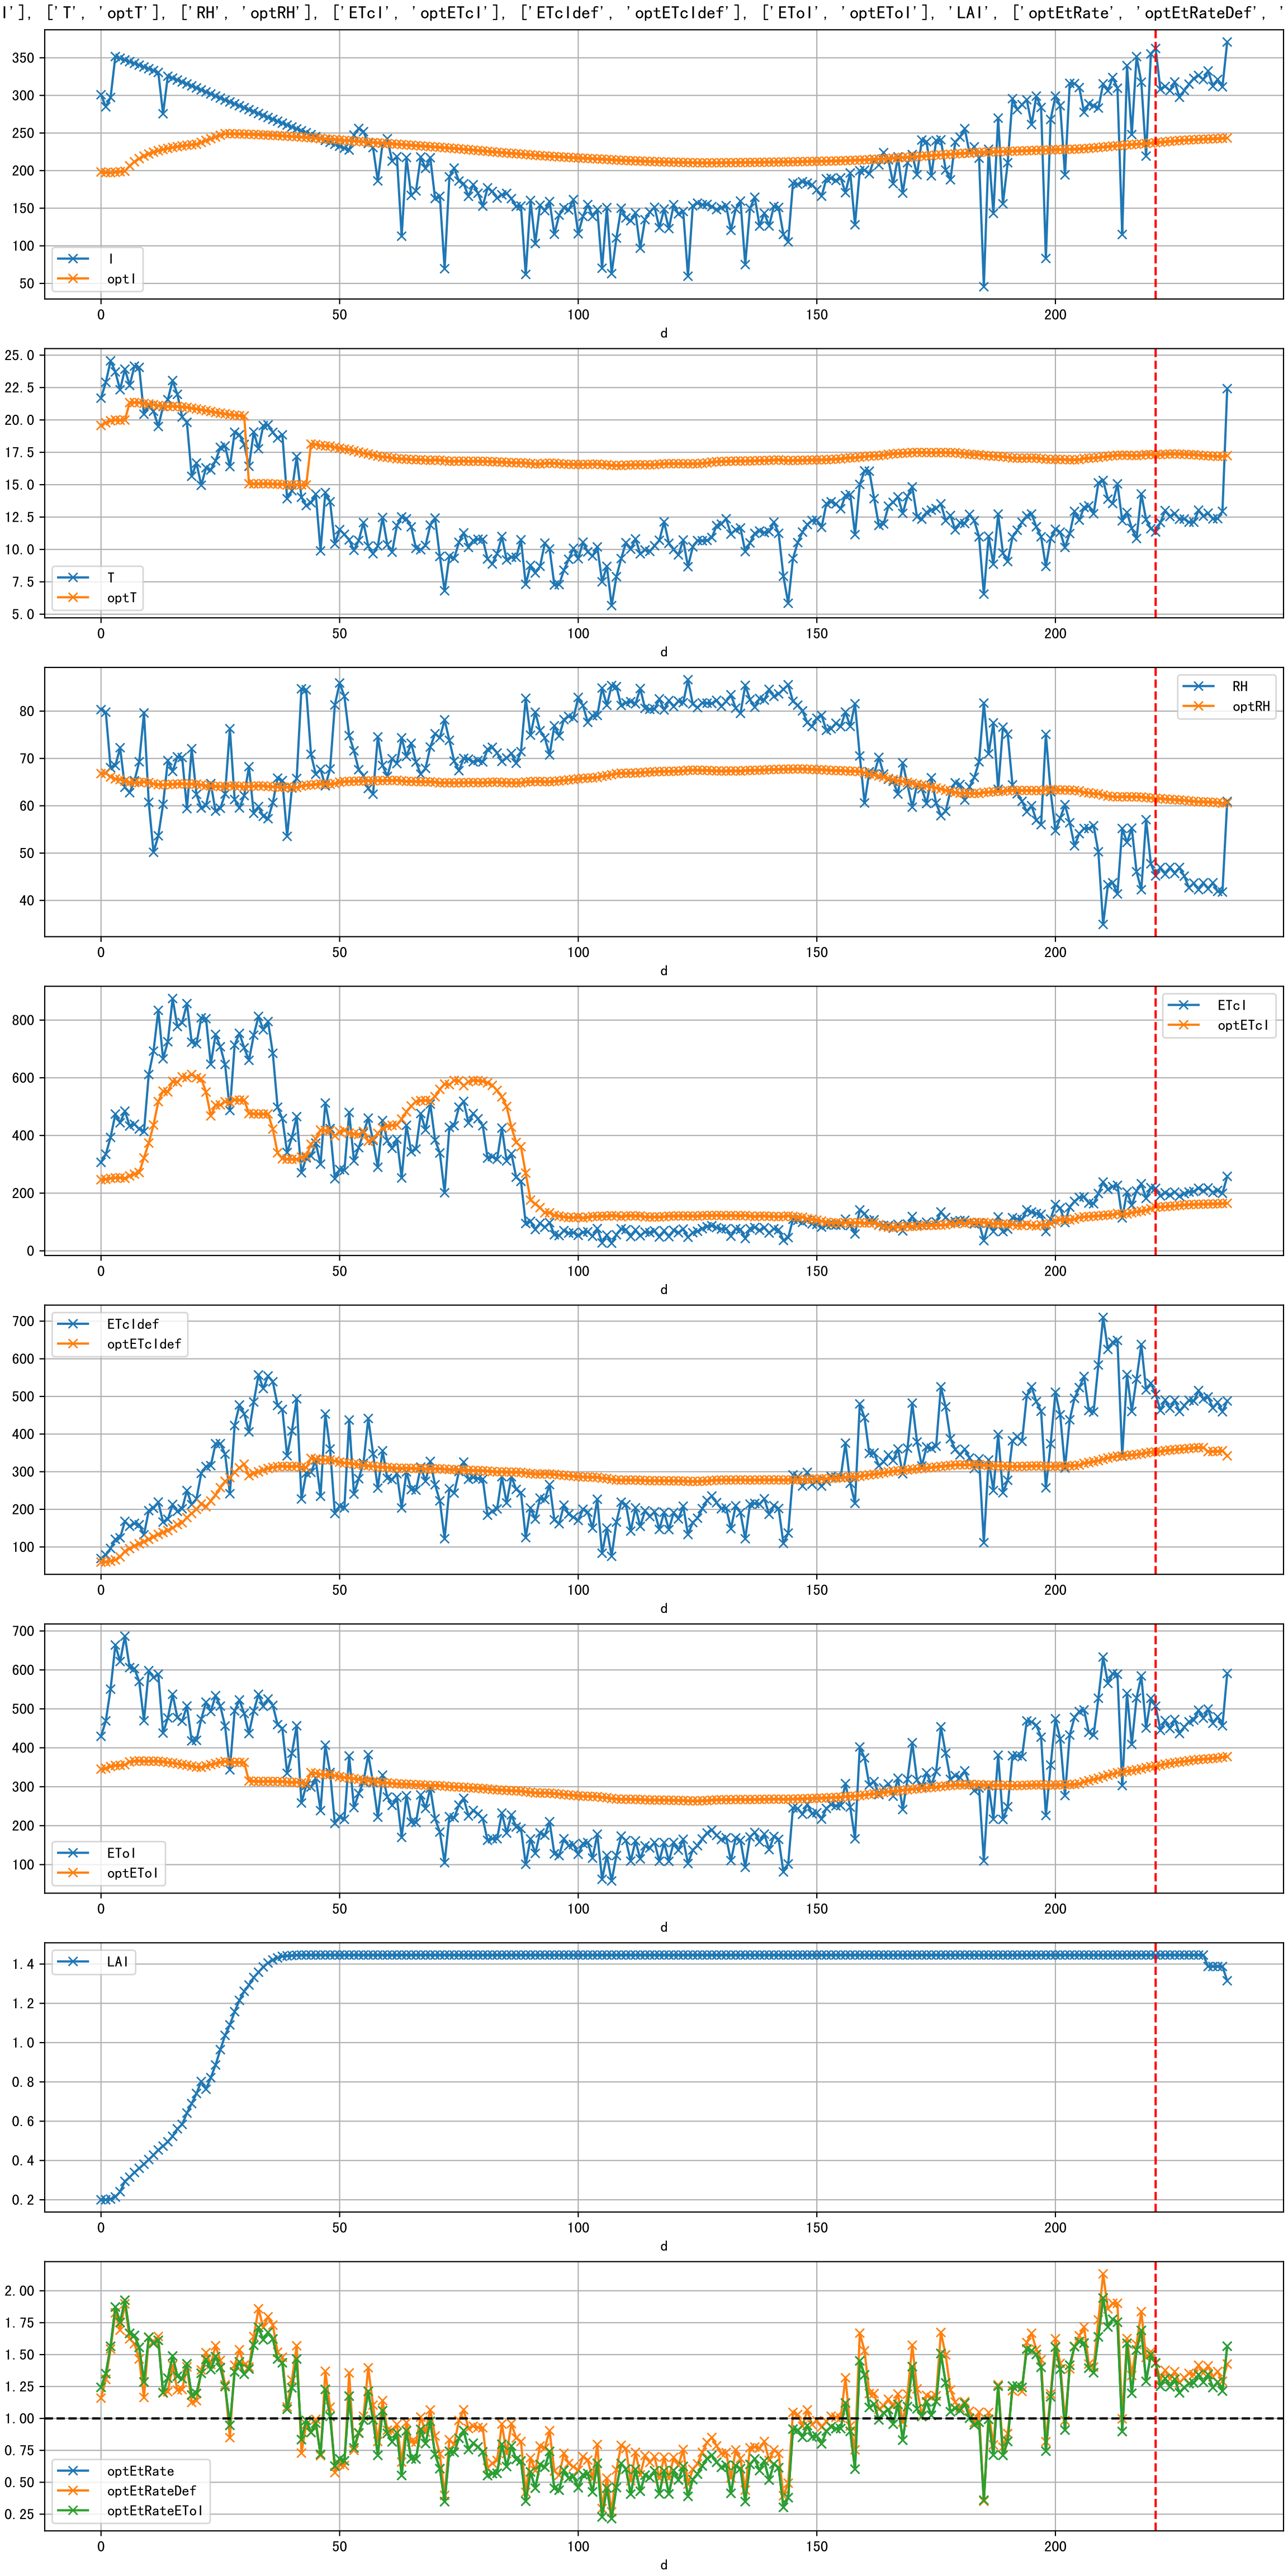 I'], ['T', 'optT'], ['RH', 'optRH'], ['ETcI', 'optETcI'], ['ETcIdef', 'optETcIdef'], ['EToI', 'optEToI'], 'LAI', ['optEtRate', 'optEtRateDef', '
350
300
250
200
150
100
50
I
optI
0 50 100 150 200
d
25.0
22.5
20.0
17.5
15.0
12.5
10.0
7.5
5.0
T
optT
0 50 100 150 200
d
80
70
60
50
40
RH
optRH
0 50 100 150 200
d
800
600
400
200
0
ETcI
optETcI
0 50 100 150 200
d
700
600
500
400
300
200
100
ETcIdef
optETcIdef
0 50 100 150 200
d
700
600
500
400
300
200
100
EToI
optEToI
0 50 100 150 200
d
1.4
1.2
1.0
0.8
0.6
0.4
0.2
LAI
0 50 100 150 200
d
2.00
1.75
1.50
1.25
1.00
0.75
0.50
0.25
optEtRate
optEtRateDef
optEtRateEToI
0 50 100 150 200
d